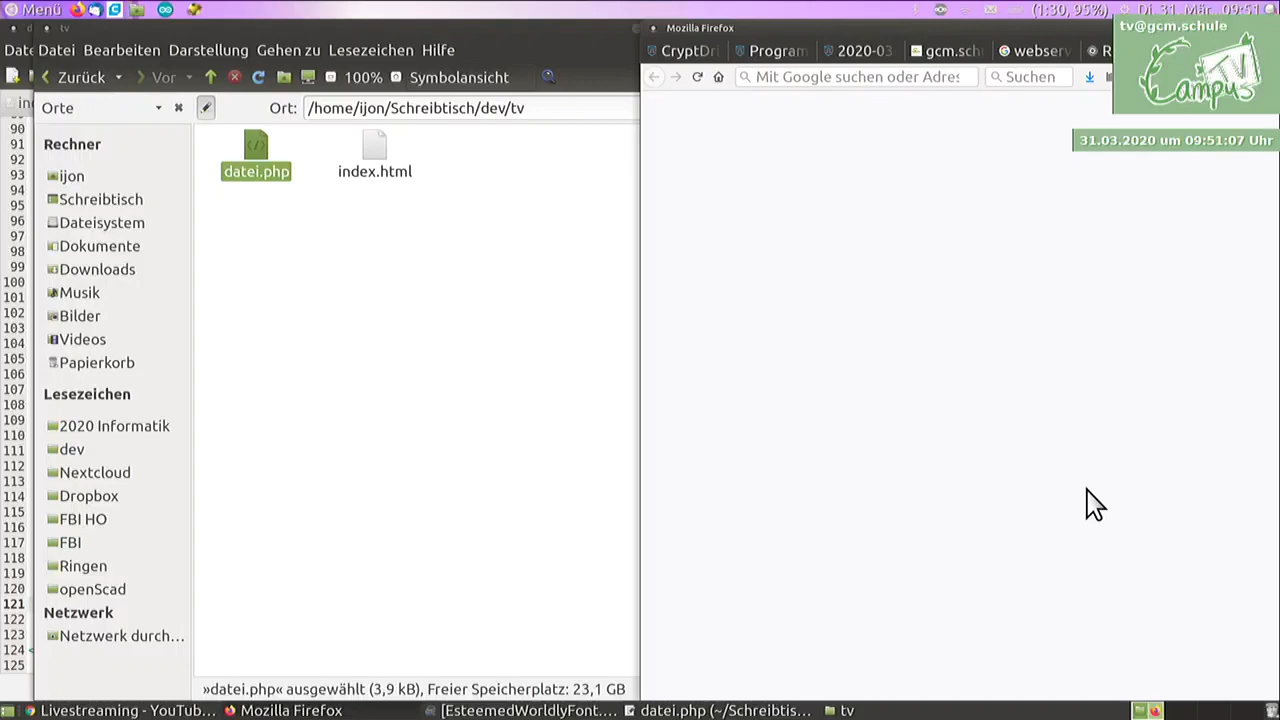 Menü
(1:30, 95%)
Di 31. Mär, 09:51
tv
Mozilla Firefox
tv@gcm.schule
Campus TV
Datei Bearbeiten Darstellung Gehen zu Lesezeichen Hilfe
CryptDr
Program
2020-03
gcm.sch
webserv
Zurück
Vor
100%
Symbolansicht
Mit Google suchen oder Adres
Suchen
Orte
Ort:
/home/ijon/Schreibtisch/dev/tv
31.03.2020 um 09:51:07 Uhr
datei.php
index.html
Rechner
ijon
Schreibtisch
Dateisystem
Dokumente
Downloads
Musik
Bilder
Videos
Papierkorb
Lesezeichen
2020 Informatik
dev
Nextcloud
Dropbox
FBI HO
FBI
Ringen
openScad
Netzwerk
Netzwerk durch…
90
91
92
93
94
95
96
97
98
99
100
101
102
103
104
105
106
107
108
109
110
111
112
113
114
115
116
117
118
119
120
121
122
123
124
125
»datei.php« ausgewählt (3,9 kB), Freier Speicherplatz: 23,1 GB
Livestreaming - YouTub…
Mozilla Firefox
[EsteemedWorldlyFont.…
datei.php (~/Schreibtis…
tv